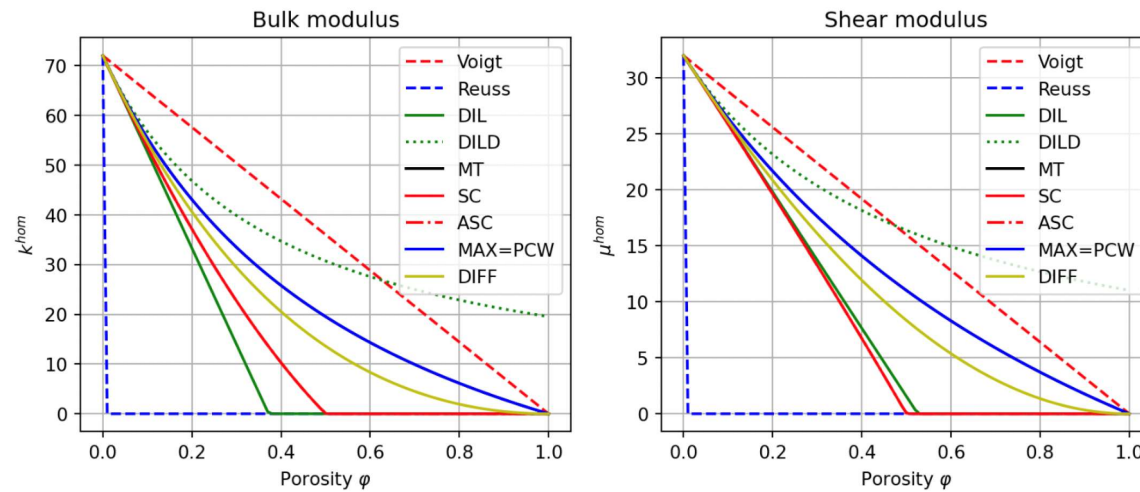 Bulk modulus
k^hom
70
60
50
40
30
20
10
0
0.0 0.2 0.4 0.6 0.8 1.0
Porosity φ
Voigt
Reuss
DIL
DILD
MT
SC
ASC
MAX=PCW
DIFF
Shear modulus
μ^hom
30
25
20
15
10
5
0
0.0 0.2 0.4 0.6 0.8 1.0
Porosity φ
Voigt
Reuss
DIL
DILD
MT
SC
ASC
MAX=PCW
DIFF